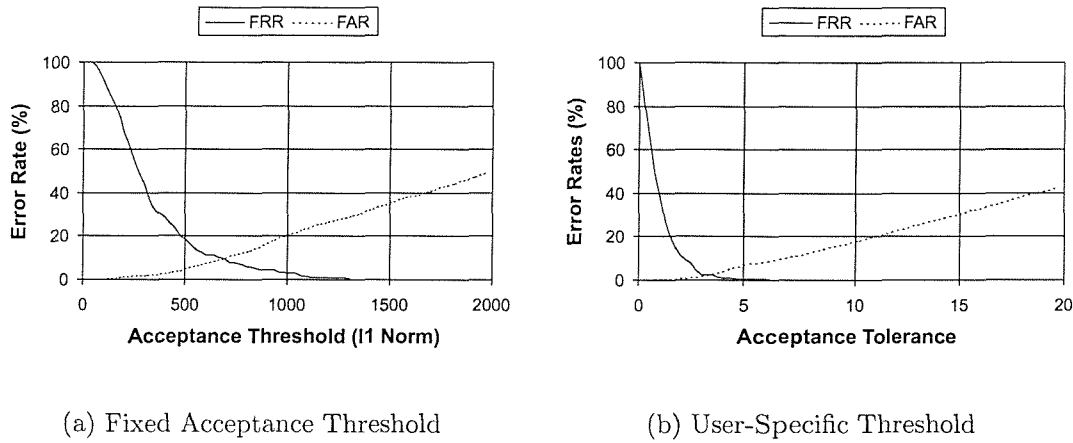 FRR FAR
100
80
60
40
20
0
Error Rate (%)
0 500 1000 1500 2000
Acceptance Threshold (l1 Norm)
(a) Fixed Acceptance Threshold
FRR FAR
100
80
60
40
20
0
Error Rates (%)
0 5 10 15 20
Acceptance Tolerance
(b) User-Specific Threshold